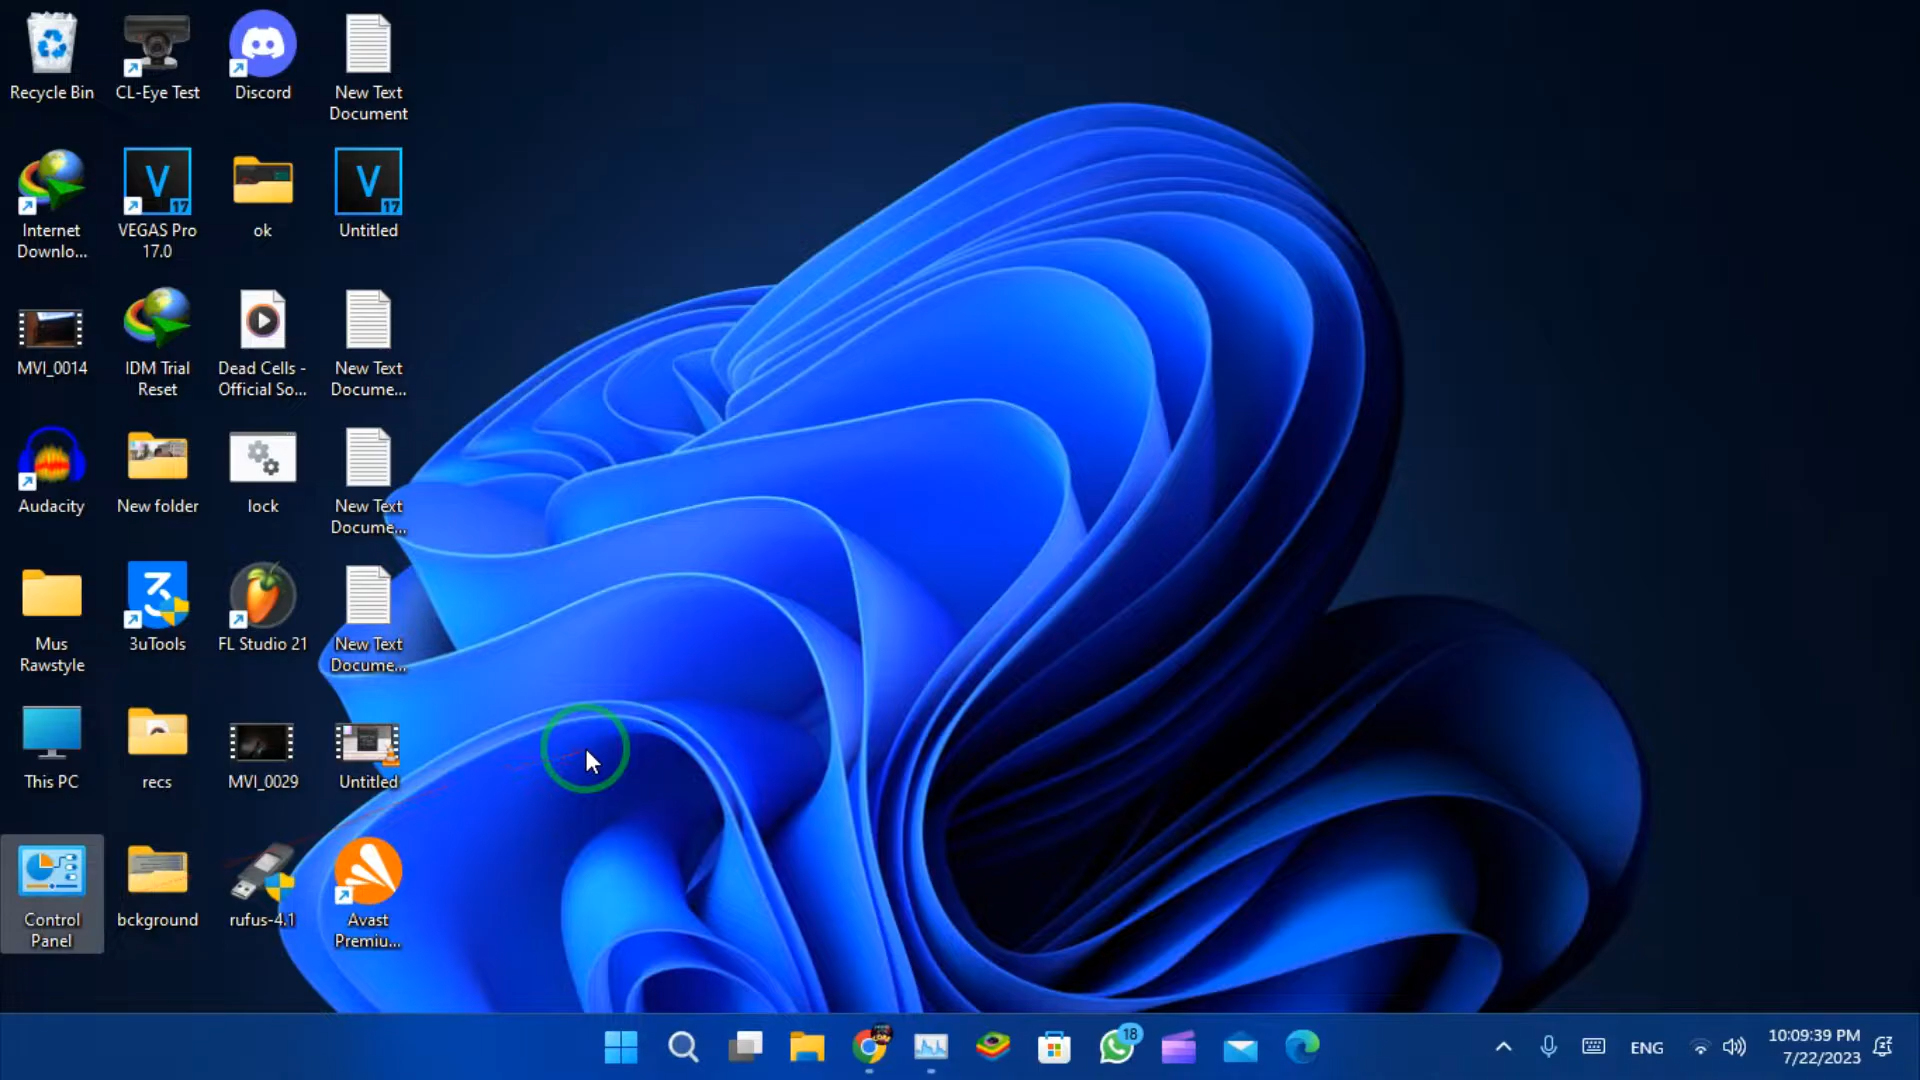 Recycle Bin
CL-Eye Test
Discord
New Text
Document
Internet
Downlo...
VEGAS Pro
17.0
ok
Untitled
MVI_0014
IDM Trial
Reset
Dead Cells -
Official So...
New Text
Docume...
Audacity
New folder
lock
New Text
Docume...
Mus
Rawstyle
3uTools
FL Studio 21
New Text
Docume...
This PC
recs
MVI_0029
Untitled
Control
Panel
bckground
rufus-4.1
Avast
Premiu...
V
17
V
17
18
ENG
10:09:39 PM
7/22/2023